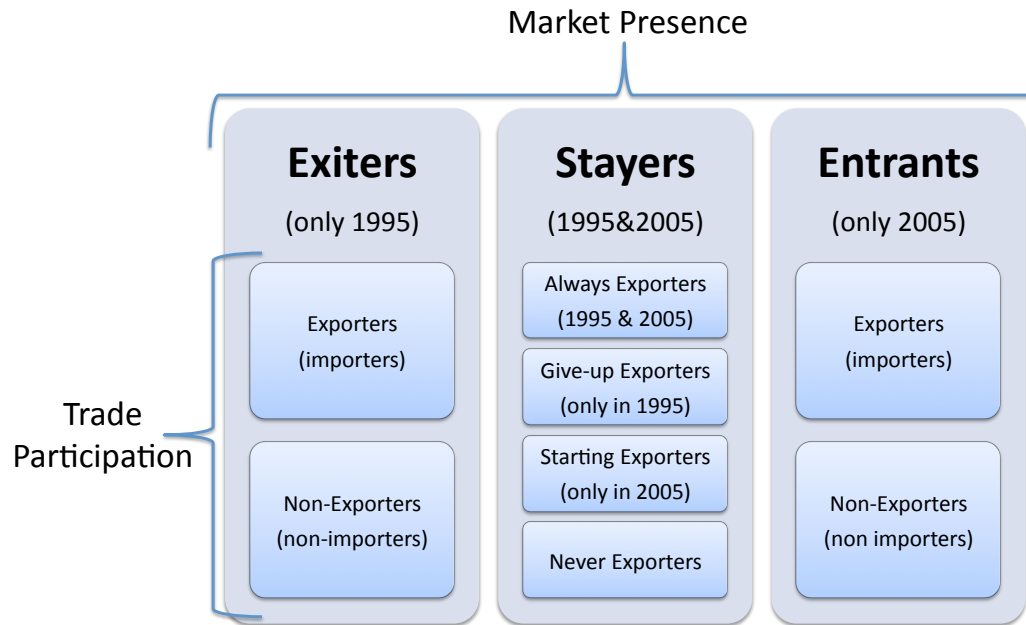 Market Presence
Exiters
(only 1995)
Exporters
(importers)
Non-Exporters
(non-importers)
Stayers
(1995&2005)
Always Exporters
(1995 & 2005)
Give-up Exporters
(only in 1995)
Starting Exporters
(only in 2005)
Never Exporters
Entrants
(only 2005)
Exporters
(importers)
Non-Exporters
(non importers)
Trade
Participation